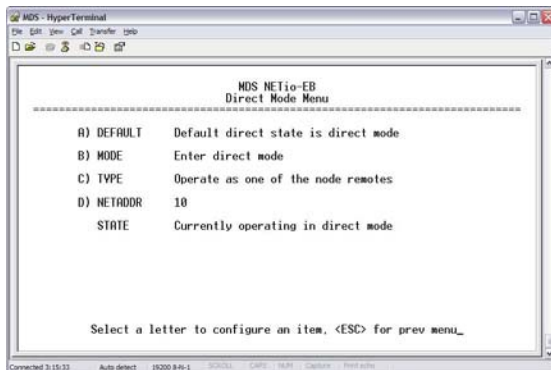 MDS - HyperTerminal
File Edit View Call Transfer Help
MDS NETio-EB
Direct Mode Menu
================================================================================
A) DEFAULT Default direct state is direct mode
B) MODE Enter direct mode
C) TYPE Operate as one of the node remotes
D) NETADDR 10
STATE Currently operating in direct mode
Select a letter to configure an item, <ESC> for prev menu_
Connected 3:15:33 Auto detect 19200 8-N-1 SCROLL CAPS NUM Capture Print echo